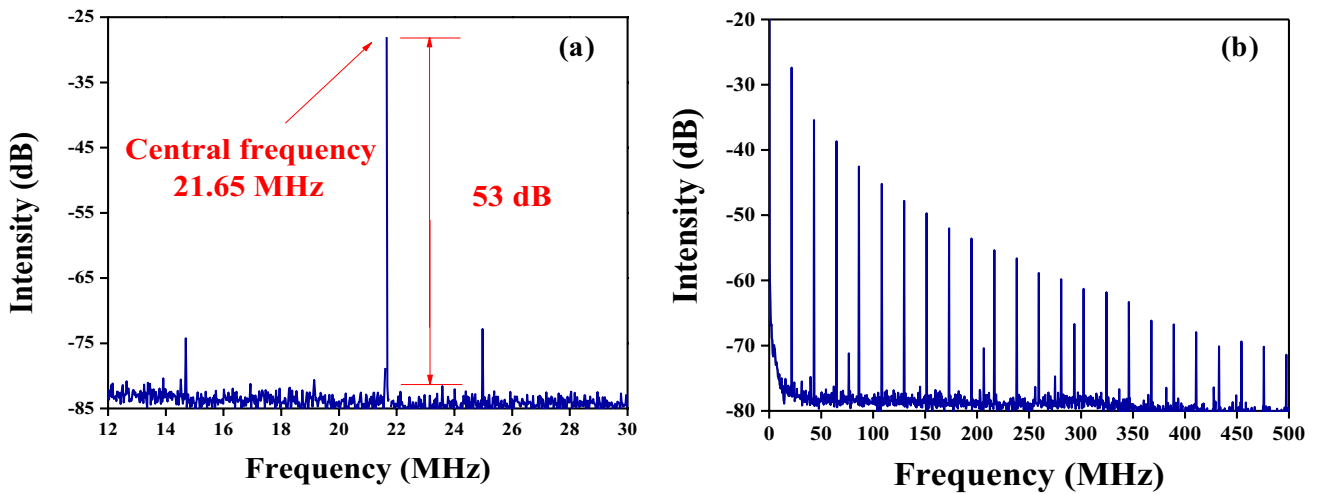 (a)
-25
-35
-45
-55
-65
-75
-85
Intensity (dB)
Central frequency
21.65 MHz
53 dB
12 14 16 18 20 22 24 26 28 30
Frequency (MHz)
(b)
-20
-30
-40
-50
-60
-70
-80
Intensity (dB)
0 50 100 150 200 250 300 350 400 450 500
Frequency (MHz)